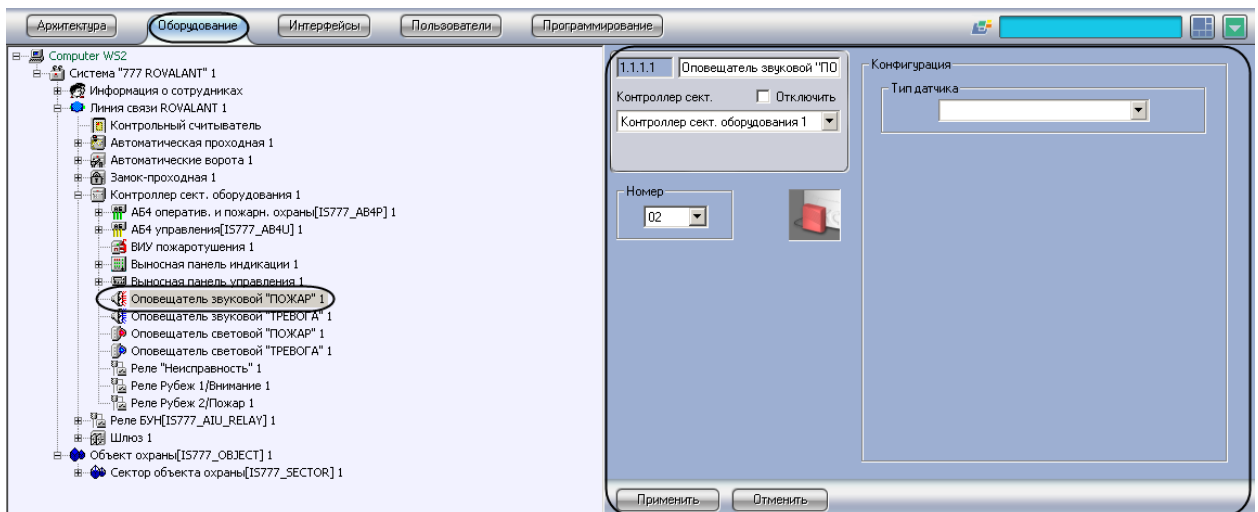 Архитектура Оборудование Интерфейсы Пользователи Программирование
Computer WS2
Система "777 ROVALANT" 1
Информация о сотрудниках
Линия связи ROVALANT 1
Контрольный считыватель
Автоматическая проходная 1
Автоматические ворота 1
Замок-проходная 1
Контроллер сект. оборудования 1
АБ4 оператив. и пожарн. охраны[IS777_AB4P] 1
АБ4 управления[IS777_AB4U] 1
ВИУ пожаротушения 1
Выносная панель индикации 1
Выносная панель управления 1
Оповещатель звуковой "ПОЖАР" 1
Оповещатель звуковой "ТРЕВОГА" 1
Оповещатель световой "ПОЖАР" 1
Оповещатель световой "ТРЕВОГА" 1
Реле "Неисправность" 1
Реле Рубеж 1/Внимание 1
Реле Рубеж 2/Пожар 1
Реле БУН[IS777_AIU_RELAY] 1
Шлюз 1
Объект охраны[IS777_OBJECT] 1
Сектор объекта охраны[IS777_SECTOR] 1
1.1.1.1 Оповещатель звуковой "ПО
Контроллер сект. Отключить
Контроллер сект. оборудования 1
Номер
02
Конфигурация
Тип датчика
Применить Отменить